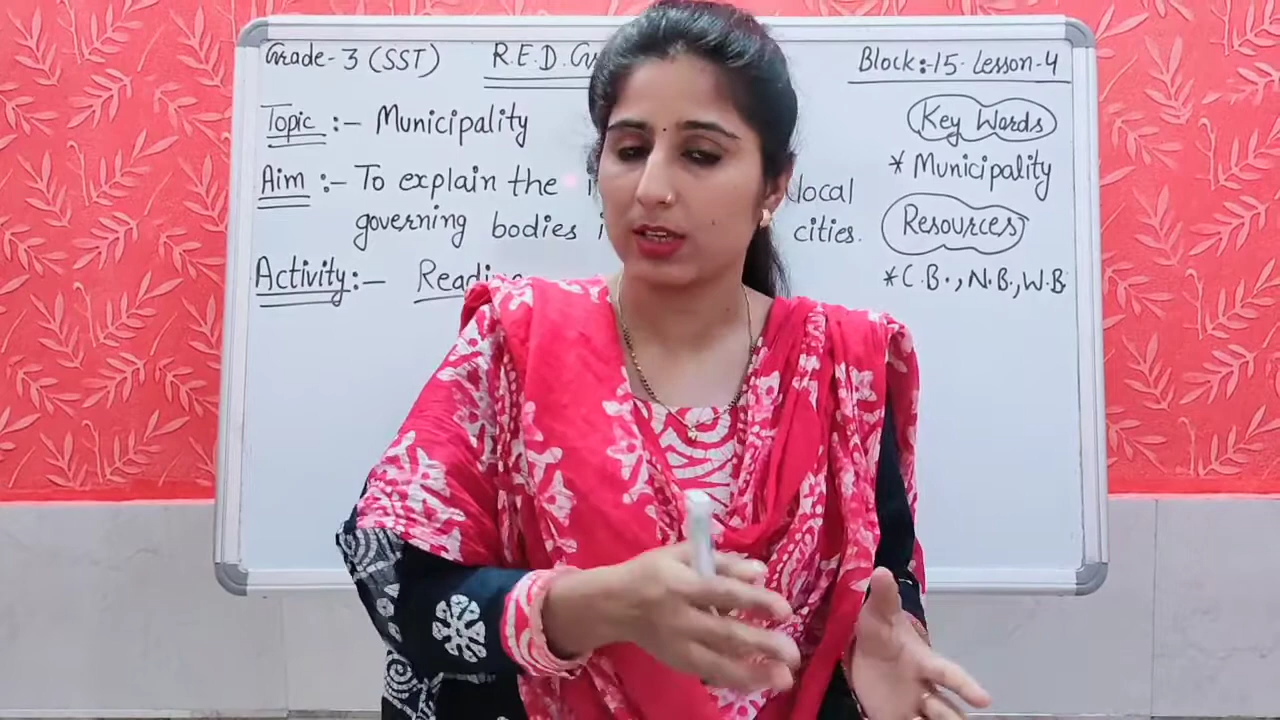 Grade-3 (SST) R.E.D. Block:-15. Lesson-4
Topic :- Municipality
Key Words
* Municipality
Aim :- To explain the local
governing bodies cities.
Resources
* C.B., N.B., W.B.
Activity:-